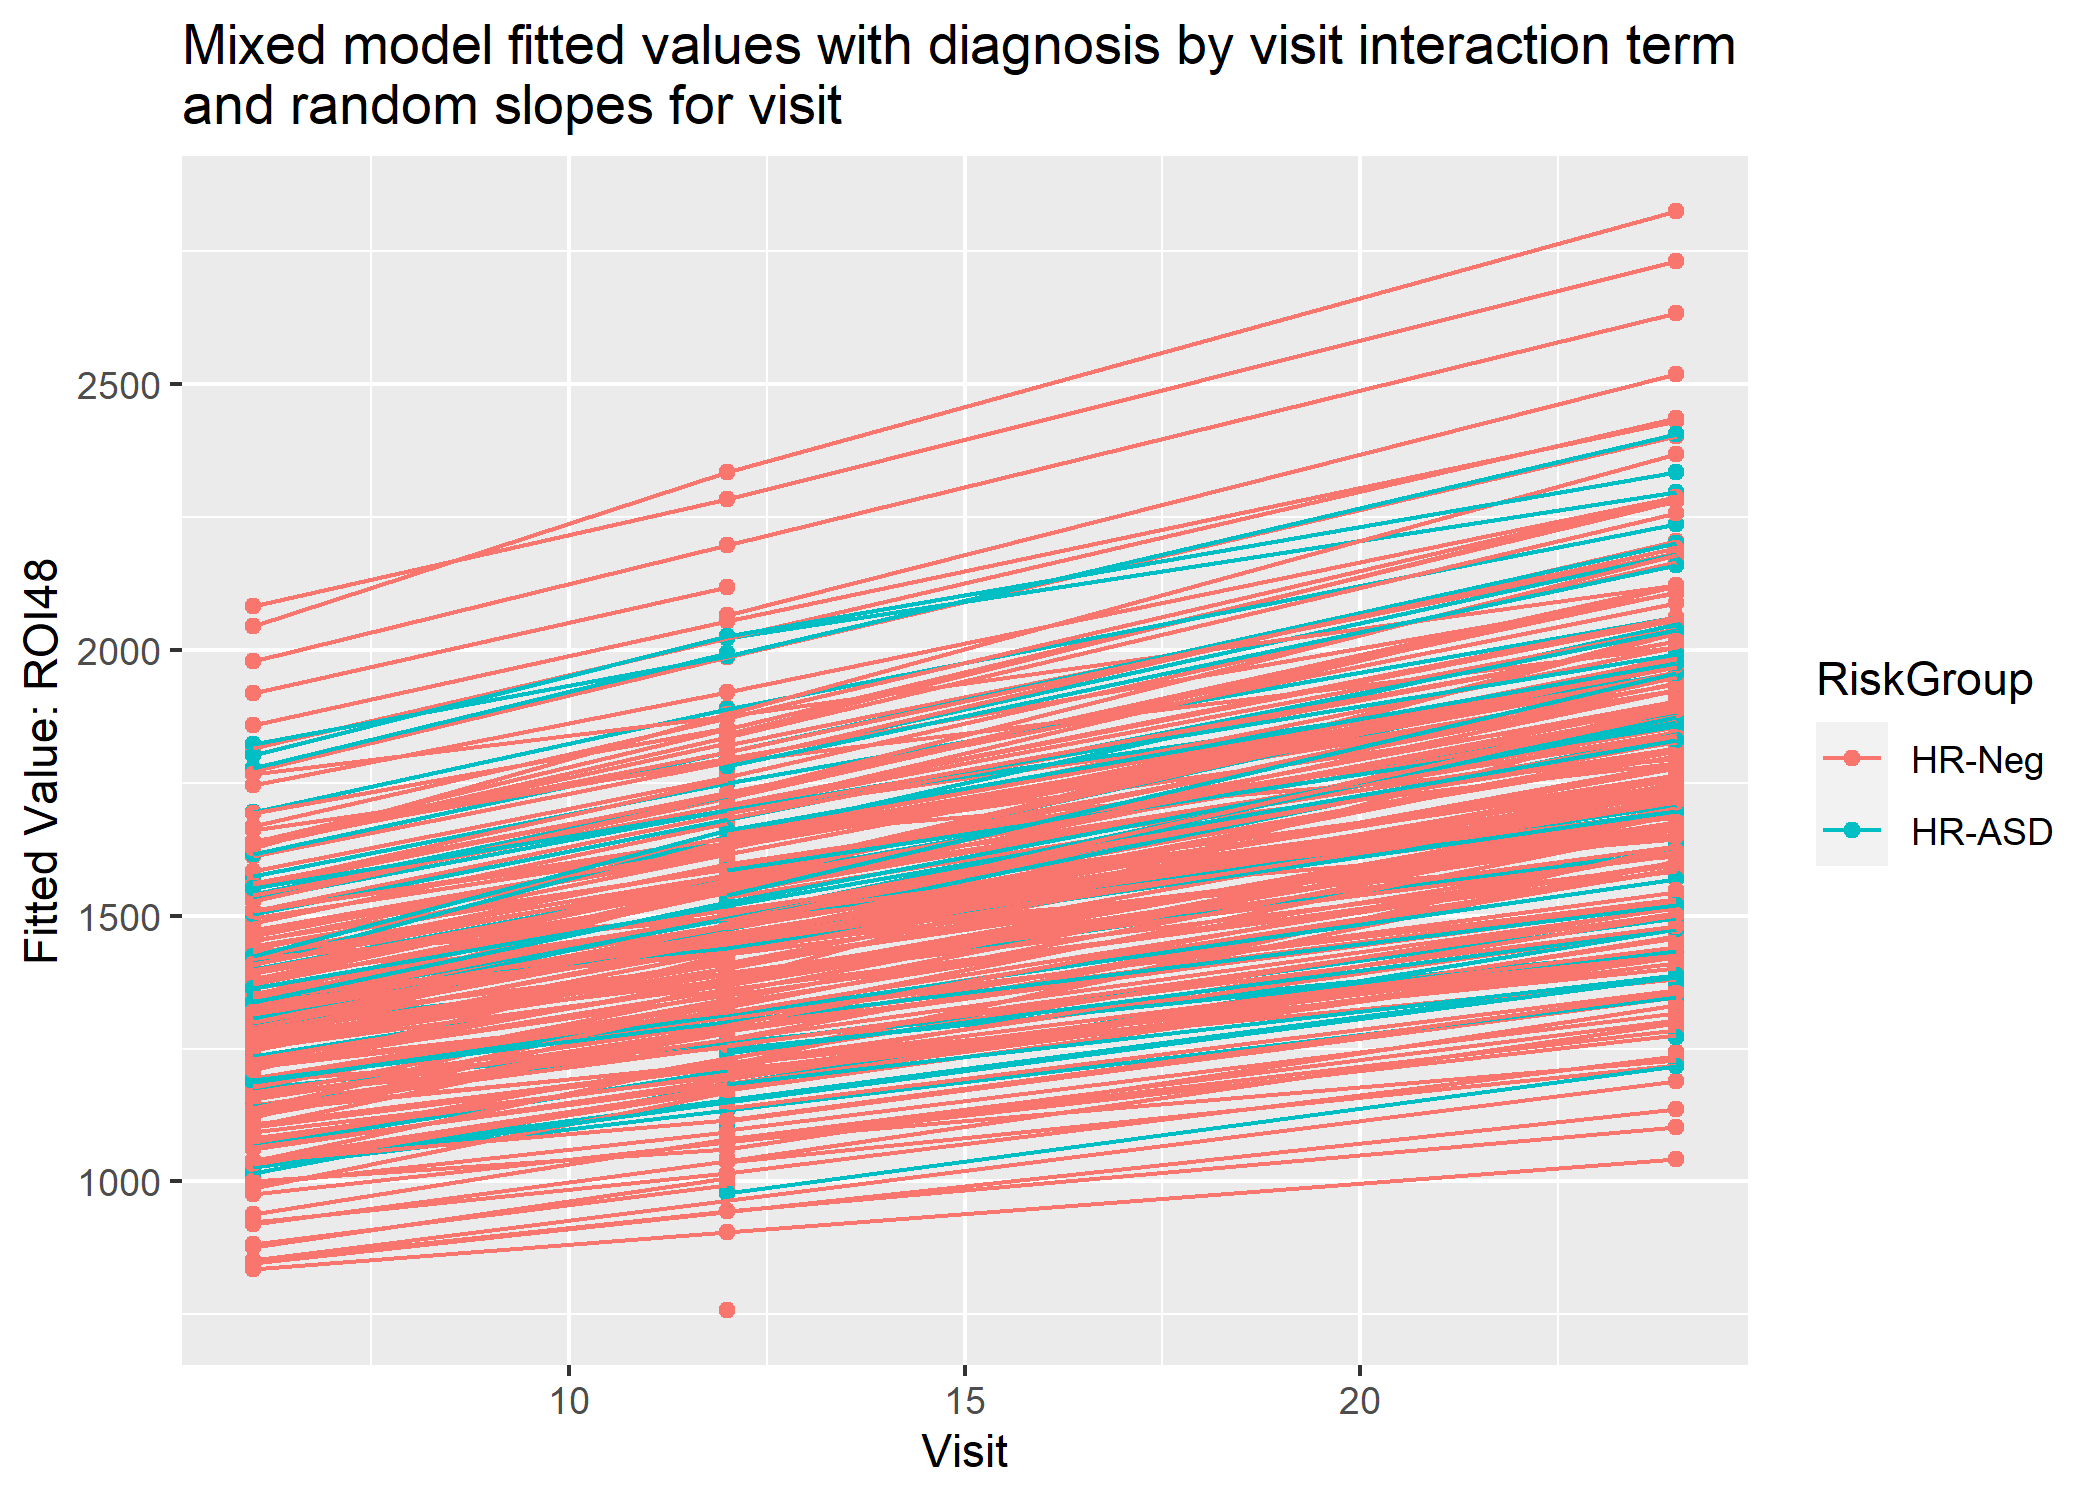 Mixed model fitted values with diagnosis by visit interaction term
and random slopes for visit
Fitted Value: ROI48
2500
2000
1500
1000
10
15
20
Visit
RiskGroup
HR-Neg
HR-ASD